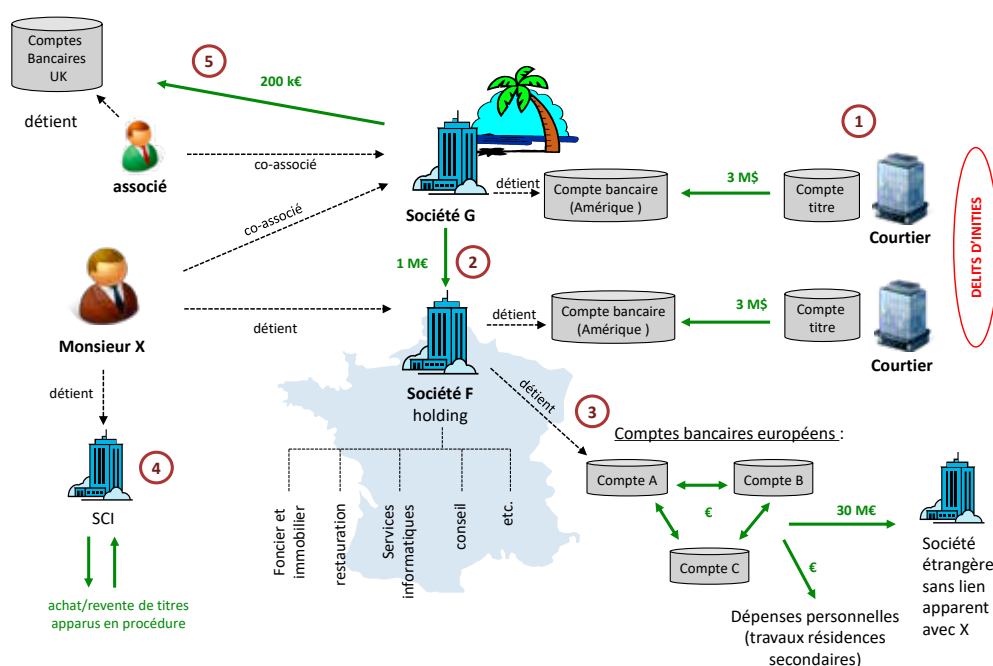 Comptes
Bancaires
UK
5
200 k€
détient
associé
co-associé
co-associé
Société G
détient
Compte bancaire
(Amérique )
3 M$
1
Compte
titre
Courtier
DELITS D'INITIES
1 M€
2
Monsieur X
détient
détient
Compte bancaire
(Amérique )
3 M$
Compte
titre
Courtier
détient
Société F
holding
détient
3
Comptes bancaires européens :
4
SCI
achat/revente de titres
apparus en procédure
Foncier et
immobilier
restauration
Services
informatiques
conseil
etc.
Compte A
Compte B
€
Compte C
30 M€
€
Société
étrangère
sans lien
apparent
avec X
Dépenses personnelles
(travaux résidences
secondaires)